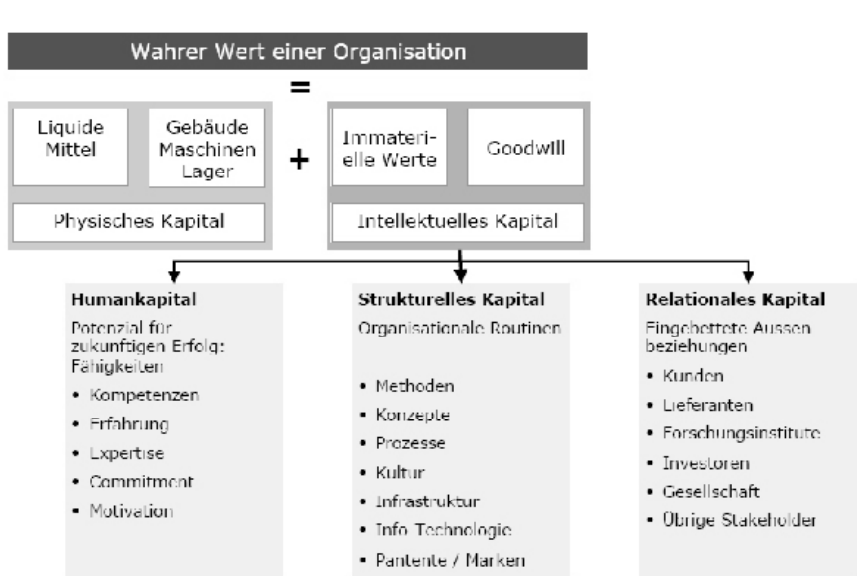 Wahrer Wert einer Organisation
=
Liquide
Mittel
Gebäude
Maschinen
Lager
Physisches Kapital
+
Immateri-
elle Werte
Goodwill
Intellektuelles Kapital
Humankapital
Potenzial für
zukunftigen Erfolg:
Fähigkeiten
• Kompetenzen
• Erfahrung
• Expertise
• Commitment
• Motivation
Strukturelles Kapital
Organisationale Routinen
• Methoden
• Konzepte
• Prozesse
• Kultur
• Infrastruktur
• Info Technologie
• Pantente / Marken
Relationales Kapital
Eingebettete Aussen
beziehungen
• Kunden
• Lieferanten
• Forschungsinstitute
• Investoren
• Gesellschaft
• Übrige Stakeholder